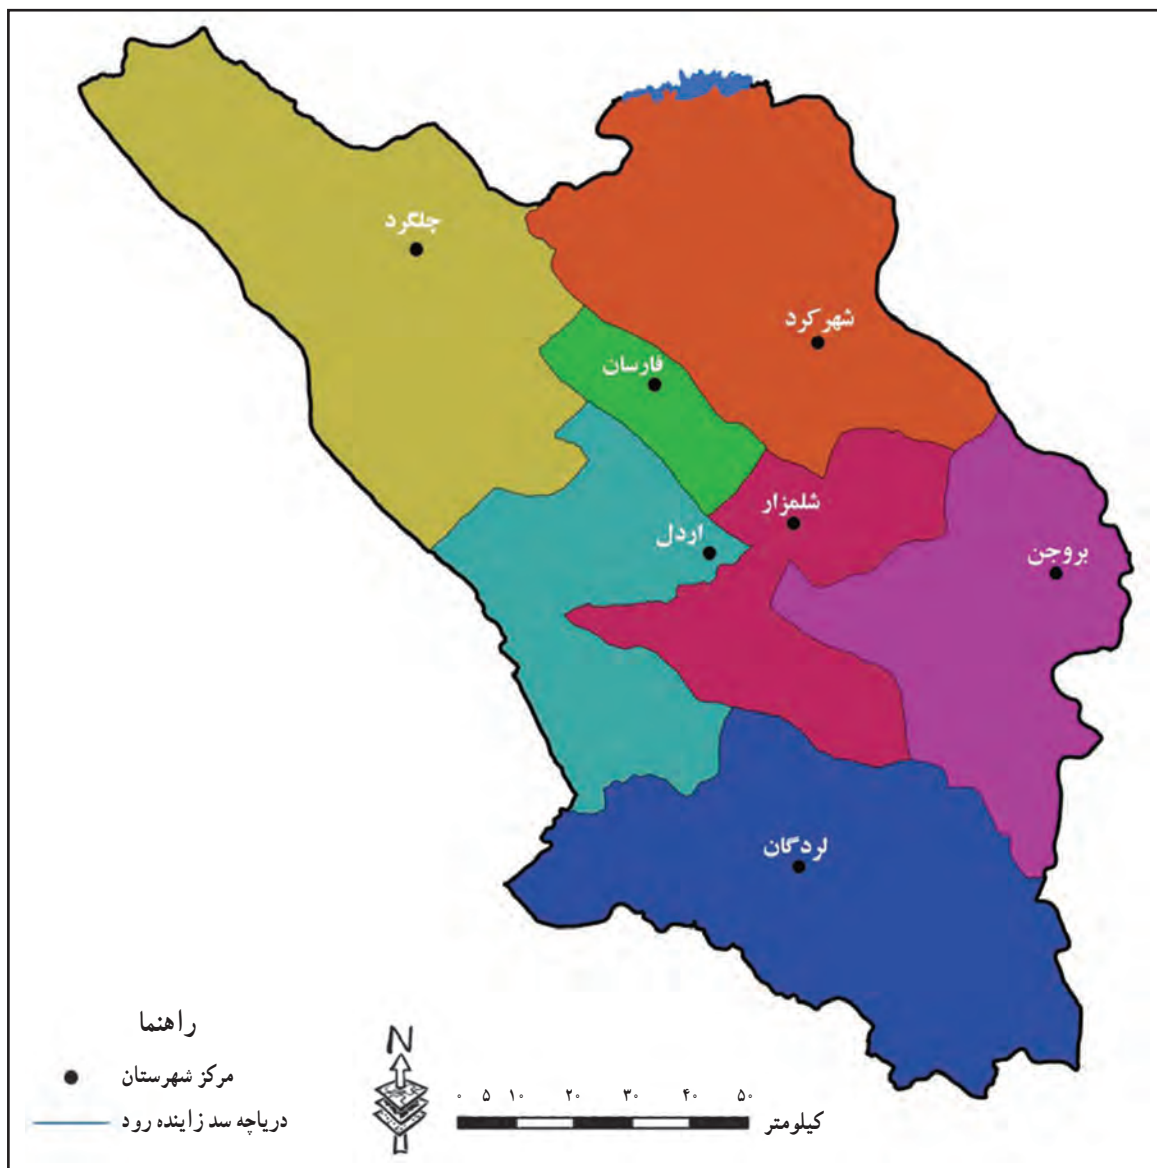 چلگرد
شهرکرد
فارسان
شلمزار
اردل
بروجن
لردگان
راهنما
مرکز شهرستان
دریاچه سد زاینده رود
N
۰ ۵ ۱۰ ۲۰ ۳۰ ۴۰ ۵۰
کیلومتر